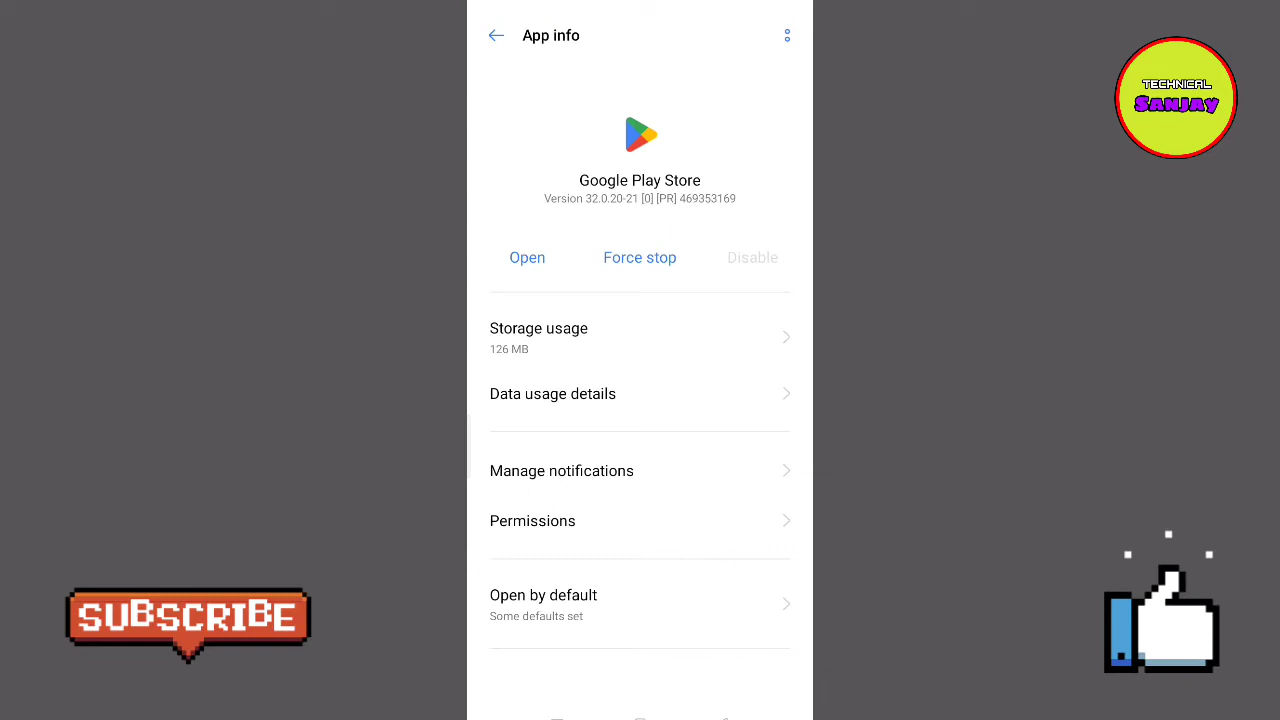 App info
TECHNICAL
Sanjay
Google Play Store
Version 32.0.20-21 [0] [PR] 469353169
Open
Force stop
Disable
Storage usage
126 MB
Data usage details
Manage notifications
Permissions
Open by default
Some defaults set
SUBSCRIBE